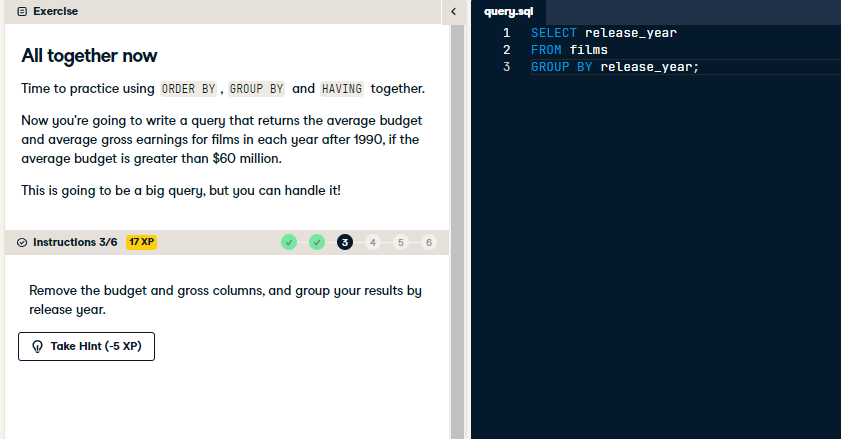 Exercise
All together now
Time to practice using ORDER BY , GROUP BY and HAVING together.
Now you're going to write a query that returns the average budget
and average gross earnings for films in each year after 1990, if the
average budget is greater than $60 million.
This is going to be a big query, but you can handle it!
Instructions 3/6 17 XP
3 4 5 6
Remove the budget and gross columns, and group your results by
release year.
Take Hint (-5 XP)
query.sql
1 SELECT release_year
2 FROM films
3 GROUP BY release_year;